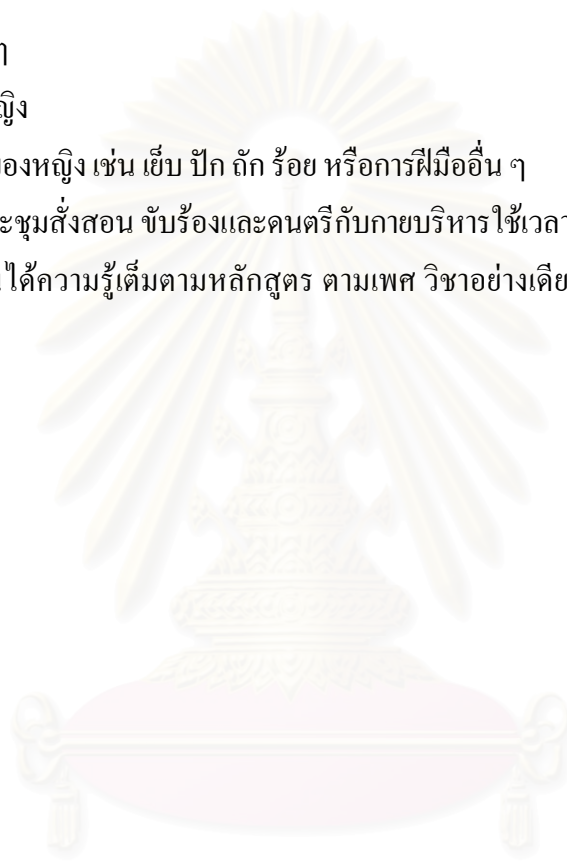 ๆ
ญิง
องหญิง เช่น เย็บ ปัก ถัก ร้อย หรือการฝีมืออื่น ๆ
ะชุมสั่งสอน ขับร้องและดนตรีกับกายบริหารใช้เวลา
ได้ความรู้เต็มตามหลักสูตร ตามเพศ วิชาอย่างเดีย